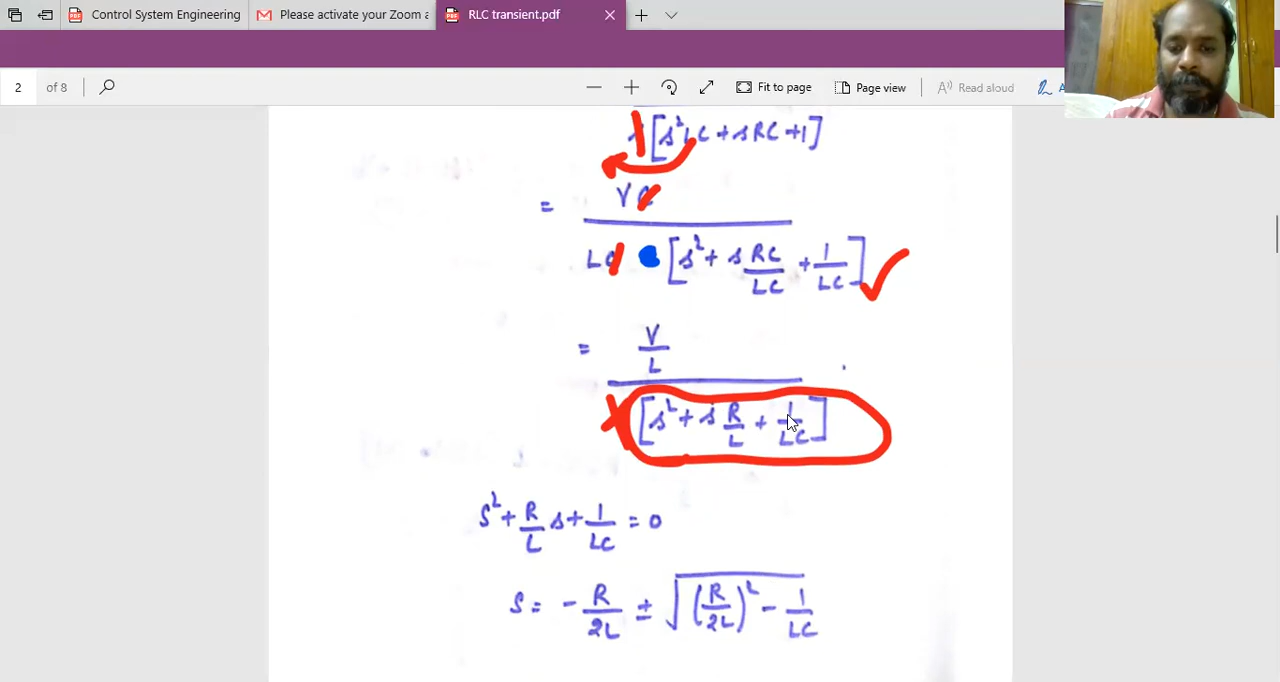 Control System Engineering
Please activate your Zoom a
RLC transient.pdf
2 of 8
Fit to page
Page view
Read aloud
[s²LC + sRC + 1]
= VC
LC [s² + s RC/LC + 1/LC]
= V/L
[s² + s R/L + 1/LC]
s² + R/L s + 1/LC = 0
s = - R/2L ± √((R/2L)² - 1/LC)